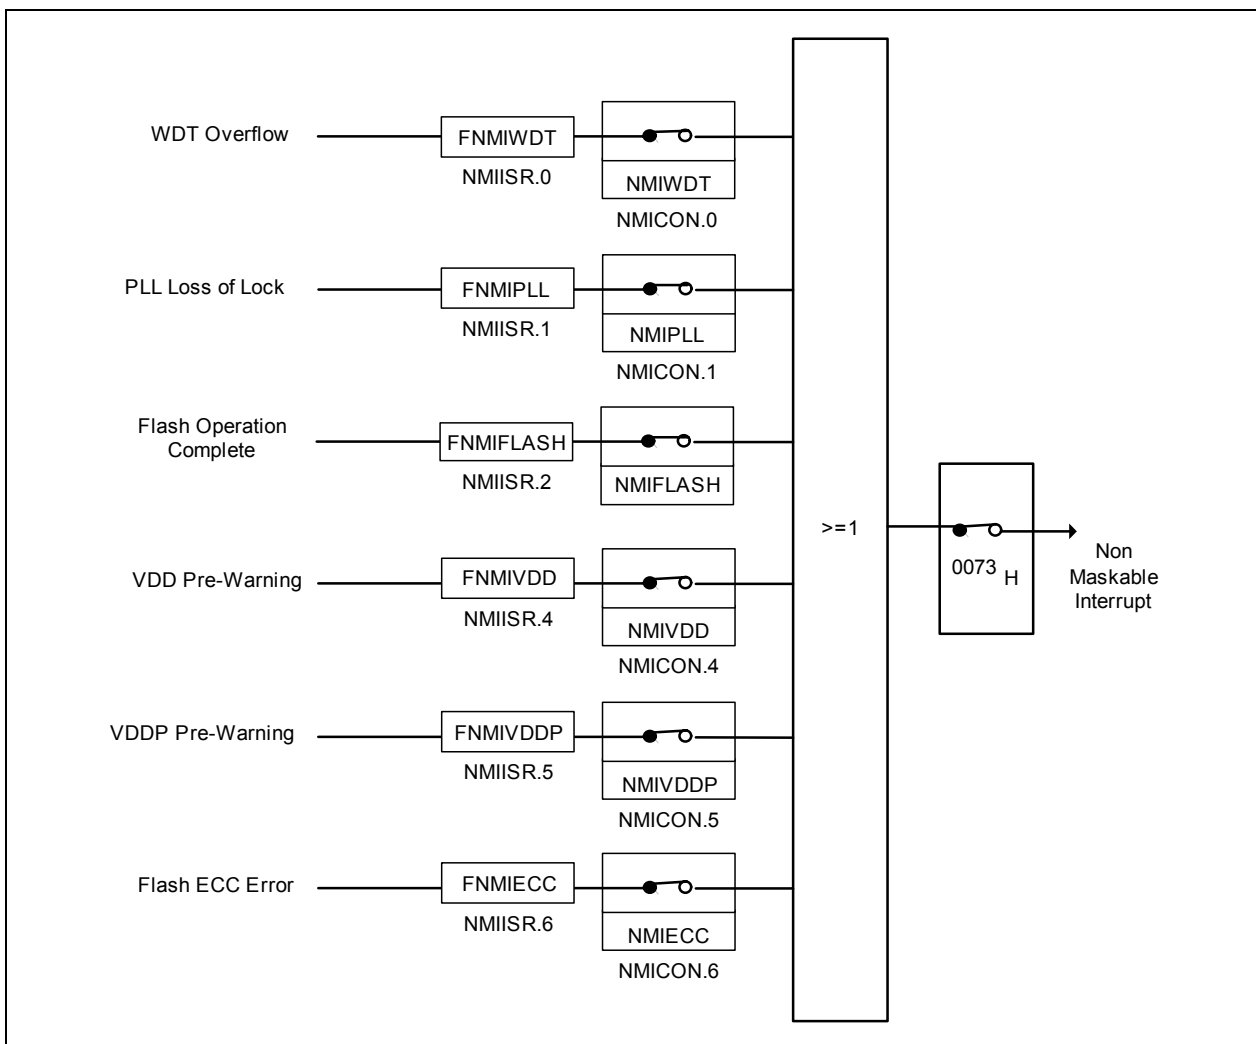 WDT Overflow
FNMIWDT
NMIISR.0
NMIWDT
NMICON.0
PLL Loss of Lock
FNMIPLL
NMIISR.1
NMIPLL
NMICON.1
Flash Operation
Complete
FNMIFLASH
NMIISR.2
NMIFLASH
VDD Pre-Warning
FNMIVDD
NMIISR.4
NMIVDD
NMICON.4
VDDP Pre-Warning
FNMIVDDP
NMIISR.5
NMIVDDP
NMICON.5
Flash ECC Error
FNMIECC
NMIISR.6
NMIECC
NMICON.6
>=1
0073 H
Non
Maskable
Interrupt